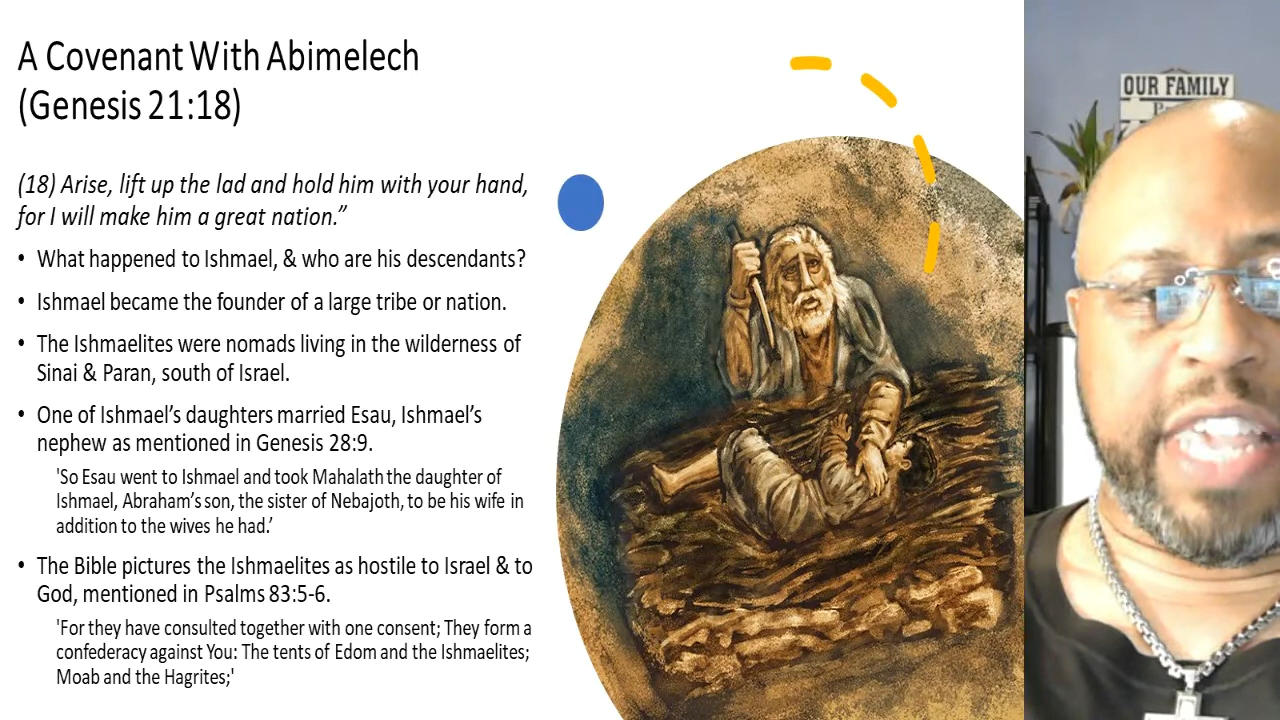 A Covenant With Abimelech
(Genesis 21:18)
(18) Arise, lift up the lad and hold him with your hand,
for I will make him a great nation.”
• What happened to Ishmael, & who are his descendants?
• Ishmael became the founder of a large tribe or nation.
• The Ishmaelites were nomads living in the wilderness of
Sinai & Paran, south of Israel.
• One of Ishmael’s daughters married Esau, Ishmael’s
nephew as mentioned in Genesis 28:9.
'So Esau went to Ishmael and took Mahalath the daughter of
Ishmael, Abraham’s son, the sister of Nebajoth, to be his wife in
addition to the wives he had.’
• The Bible pictures the Ishmaelites as hostile to Israel & to
God, mentioned in Psalms 83:5-6.
'For they have consulted together with one consent; They form a
confederacy against You: The tents of Edom and the Ishmaelites;
Moab and the Hagrites;'
OUR FAMILY